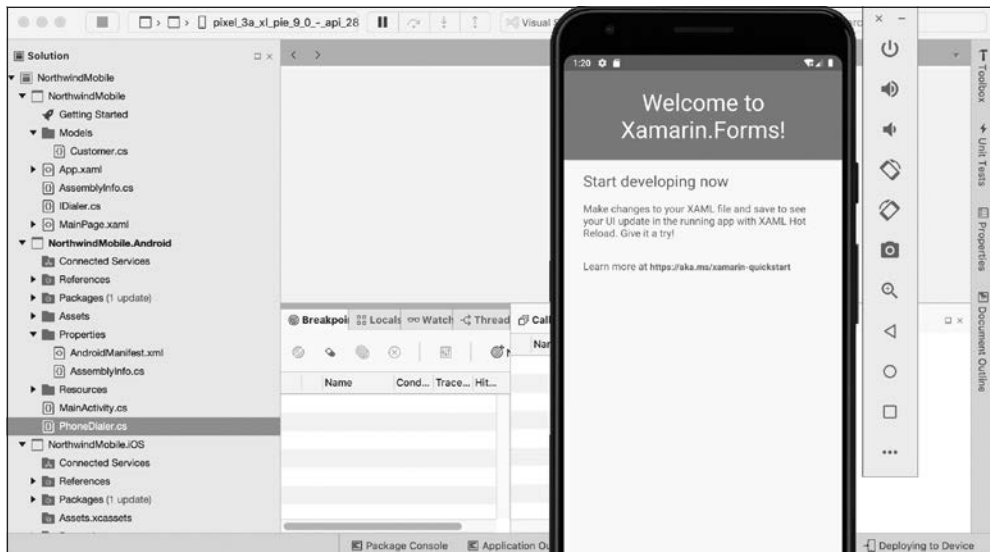 pixel_3a_xl_pie_9_0_-_api_28
Visual S
Solution
NorthwindMobile
NorthwindMobile
Getting Started
Models
Customer.cs
App.xaml
AssemblyInfo.cs
IDialer.cs
MainPage.xaml
NorthwindMobile.Android
Connected Services
References
Packages (1 update)
Assets
Properties
AndroidManifest.xml
AssemblyInfo.cs
Resources
MainActivity.cs
PhoneDialer.cs
NorthwindMobile.iOS
Connected Services
References
Packages (1 update)
Assets.xcassets
Breakpoi
Locals
Watch
Thread
Call
Name
Cond...
Trace...
Hit...
Nar
Package Console
Application Ou
Deploying to Device
1:20
Welcome to
Xamarin.Forms!
Start developing now
Make changes to your XAML file and save to see
your UI update in the running app with XAML Hot
Reload. Give it a try!
Learn more at https://aka.ms/xamarin-quickstart
Toolbox
Unit Tests
Properties
Document Outline